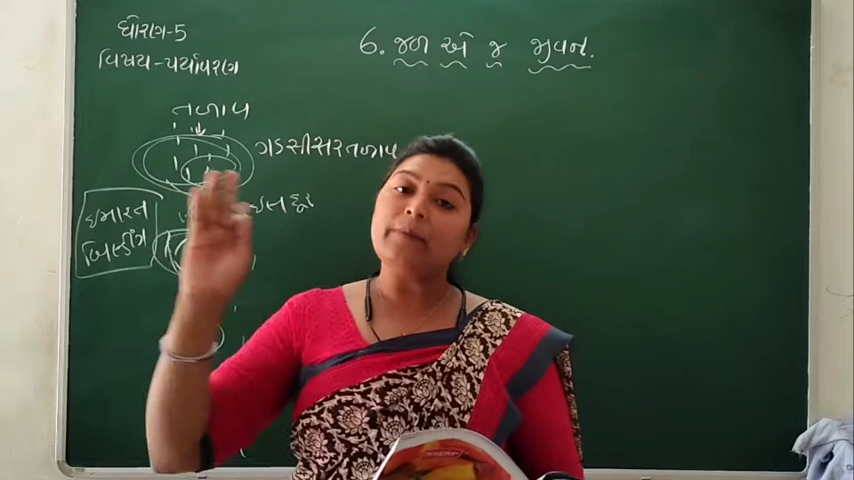 ધોરણ-5
વિષય-પર્યાવરણ
6. જળ એ જ જીવન.
તળાવ
ગડસીસર તળાવ
ઇમારત
બિલ્ડીંગ